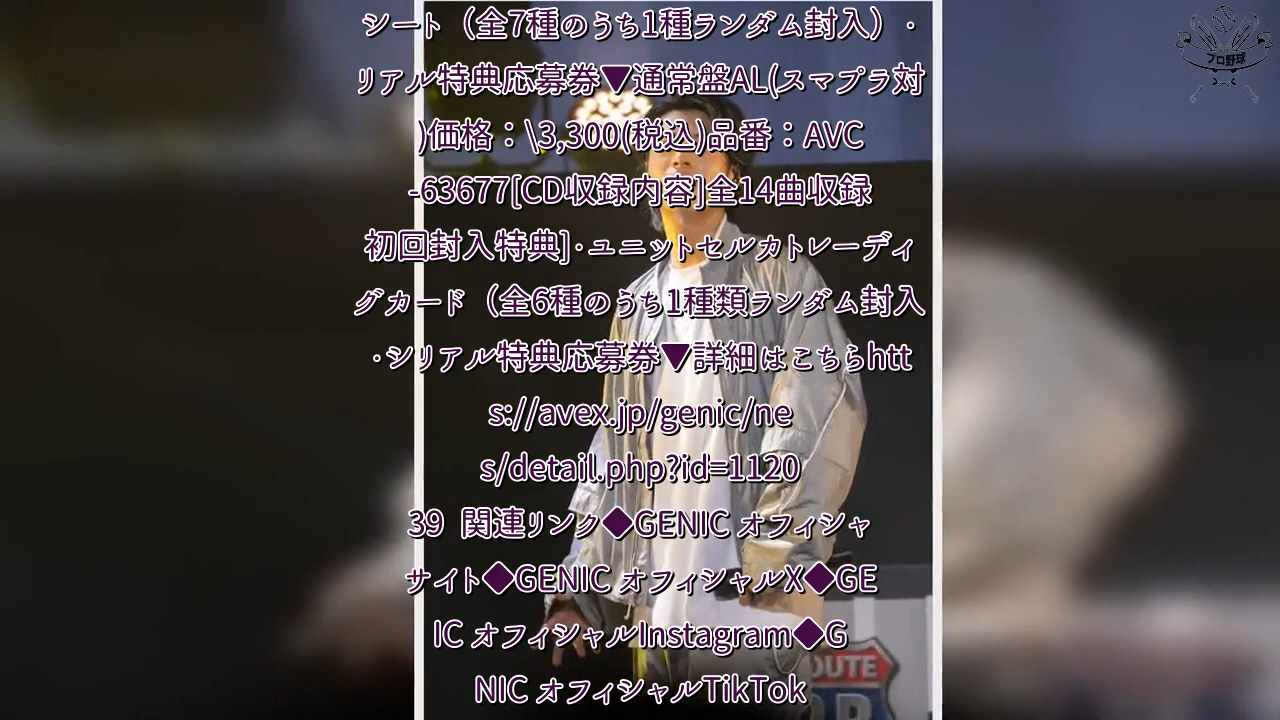 シート（全7種のうち1種ランダム封入）・
リアル特典応募券▼通常盤AL(スマプラ対
)価格：\3,300(税込)品番：AVC
-63677[CD収録内容]全14曲収録
初回封入特典]・ユニットセルカトレーディ
グカード（全6種のうち1種類ランダム封入
・シリアル特典応募券▼詳細はこちらhtt
s://avex.jp/genic/ne
s/detail.php?id=1120
39 関連リンク◆GENIC オフィシャ
サイト◆GENIC オフィシャルX◆GE
IC オフィシャルInstagram◆G
NIC オフィシャルTikTok
プロ野球
OUTE